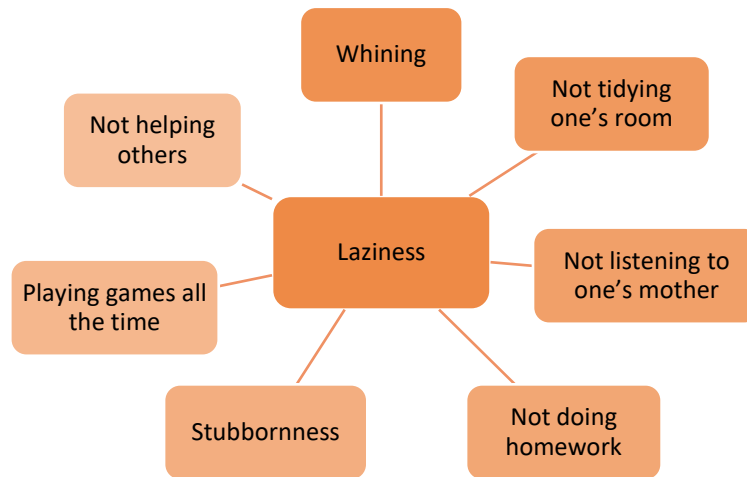 Whining
Not tidying
one’s room
Not helping
others
Laziness
Not listening to
one’s mother
Playing games all
the time
Stubbornness
Not doing
homework